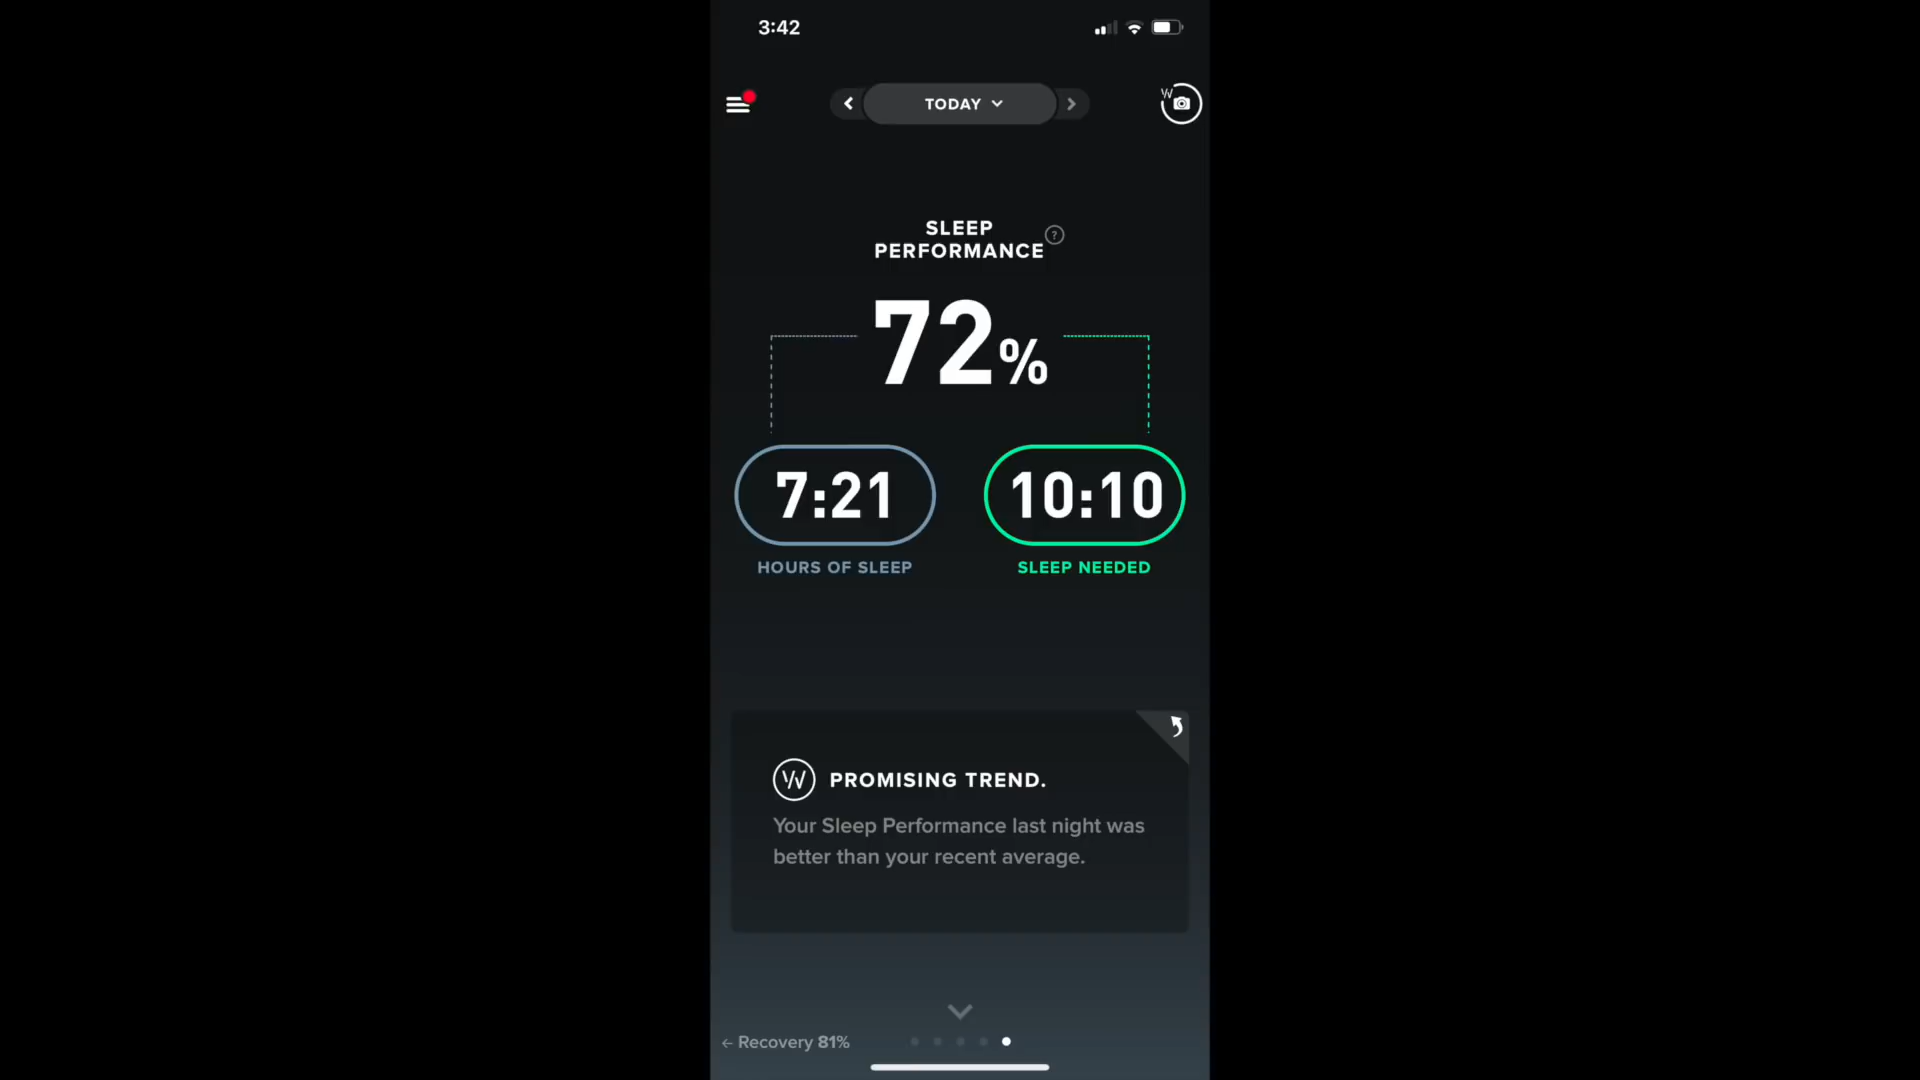 3:42
TODAY
W
SLEEP
PERFORMANCE ?
72%
7:21
10:10
HOURS OF SLEEP
SLEEP NEEDED
W PROMISING TREND.
Your Sleep Performance last night was
better than your recent average.
← Recovery 81%